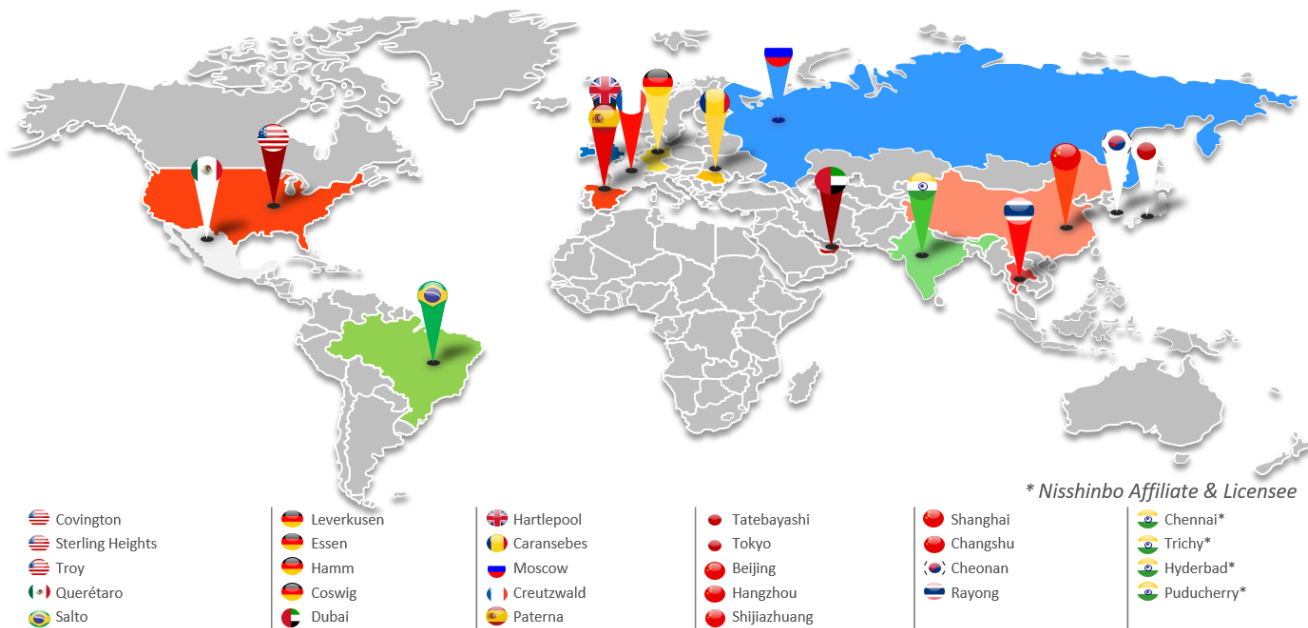 * Nisshinbo Affiliate & Licensee
Covington
Sterling Heights
Troy
Querétaro
Salto
Leverkusen
Essen
Hamm
Coswig
Dubai
Hartlepool
Caransebes
Moscow
Creutzwald
Paterna
Tatebayashi
Tokyo
Beijing
Hangzhou
Shijiazhuang
Shanghai
Changshu
Cheonan
Rayong
Chennai*
Trichy*
Hyderbad*
Puducherry*